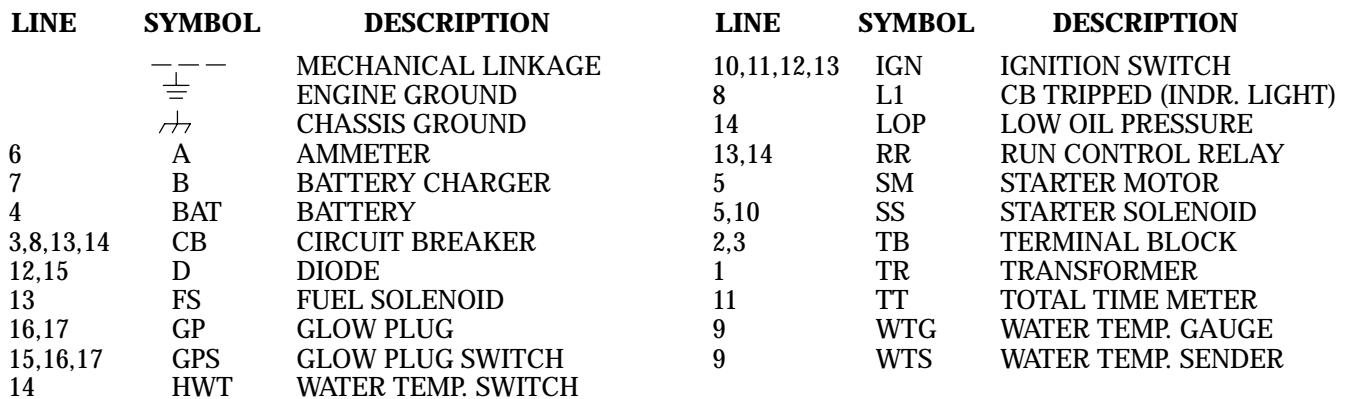 LINE SYMBOL DESCRIPTION
MECHANICAL LINKAGE
ENGINE GROUND
CHASSIS GROUND
6 A AMMETER
7 B BATTERY CHARGER
4 BAT BATTERY
3,8,13,14 CB CIRCUIT BREAKER
12,15 D DIODE
13 FS FUEL SOLENOID
16,17 GP GLOW PLUG
15,16,17 GPS GLOW PLUG SWITCH
14 HWT WATER TEMP. SWITCH
LINE SYMBOL DESCRIPTION
10,11,12,13 IGN IGNITION SWITCH
8 L1 CB TRIPPED (INDR. LIGHT)
14 LOP LOW OIL PRESSURE
13,14 RR RUN CONTROL RELAY
5 SM STARTER MOTOR
5,10 SS STARTER SOLENOID
2,3 TB TERMINAL BLOCK
1 TR TRANSFORMER
11 TT TOTAL TIME METER
9 WTG WATER TEMP. GAUGE
9 WTS WATER TEMP. SENDER